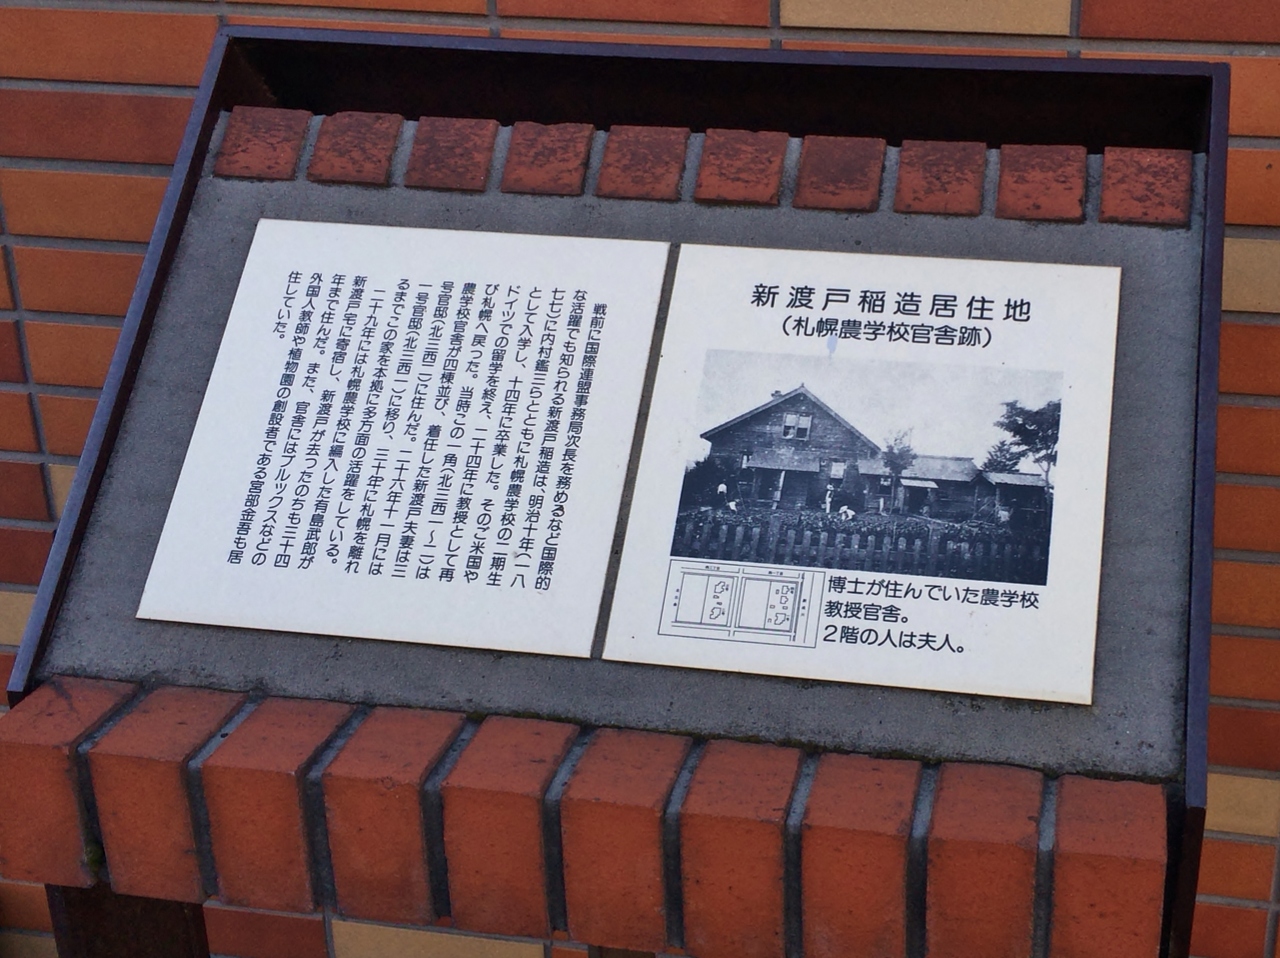 新渡戸稲造居住地
（札幌農学校官舎跡）
博士が住んでいた農学校
教授官舎。
２階の人は夫人。
戦前に国際連盟事務局次長を務めるなど国際的
な活躍でも知られる新渡戸稲造は、明治十年（一八
七七）に内村鑑三らとともに札幌農学校の二期生
として入学し、十四年に卒業した。そのご米国や
ドイツでの留学を終え、二十四年に教授として再
び札幌へ戻った。当時この一角（北三西一～二）は
農学校官舎が四棟並び、着任した新渡戸夫妻は三
号官邸（北三西二）に住んだ。二十六年十一月には
一号官邸（北三西一）に移り、三十年に札幌を離れ
るまでこの家を本拠に多方面の活躍をしている。
二十九年には札幌農学校に編入した有島武郎が
新渡戸宅に寄宿し、新渡戸が去ったのちも三十四
年まで住んだ。また、官舎にはブルックスなどの
外国人教師や植物園の創設者である宮部金吾も居
住していた。